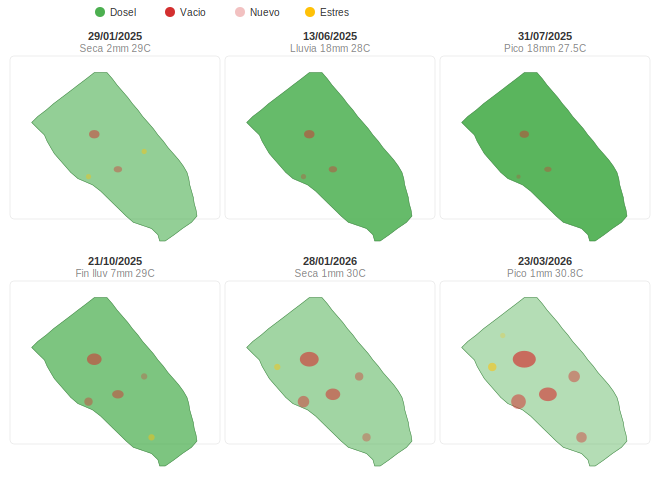 Dosel Vacio Nuevo Estres
29/01/2025 13/06/2025 31/07/2025
Seca 2mm 29C Lluvia 18mm 28C Pico 18mm 27.5C
21/10/2025 28/01/2026 23/03/2026
Fin lluv 7mm 29C Seca 1mm 30C Pico 1mm 30.8C